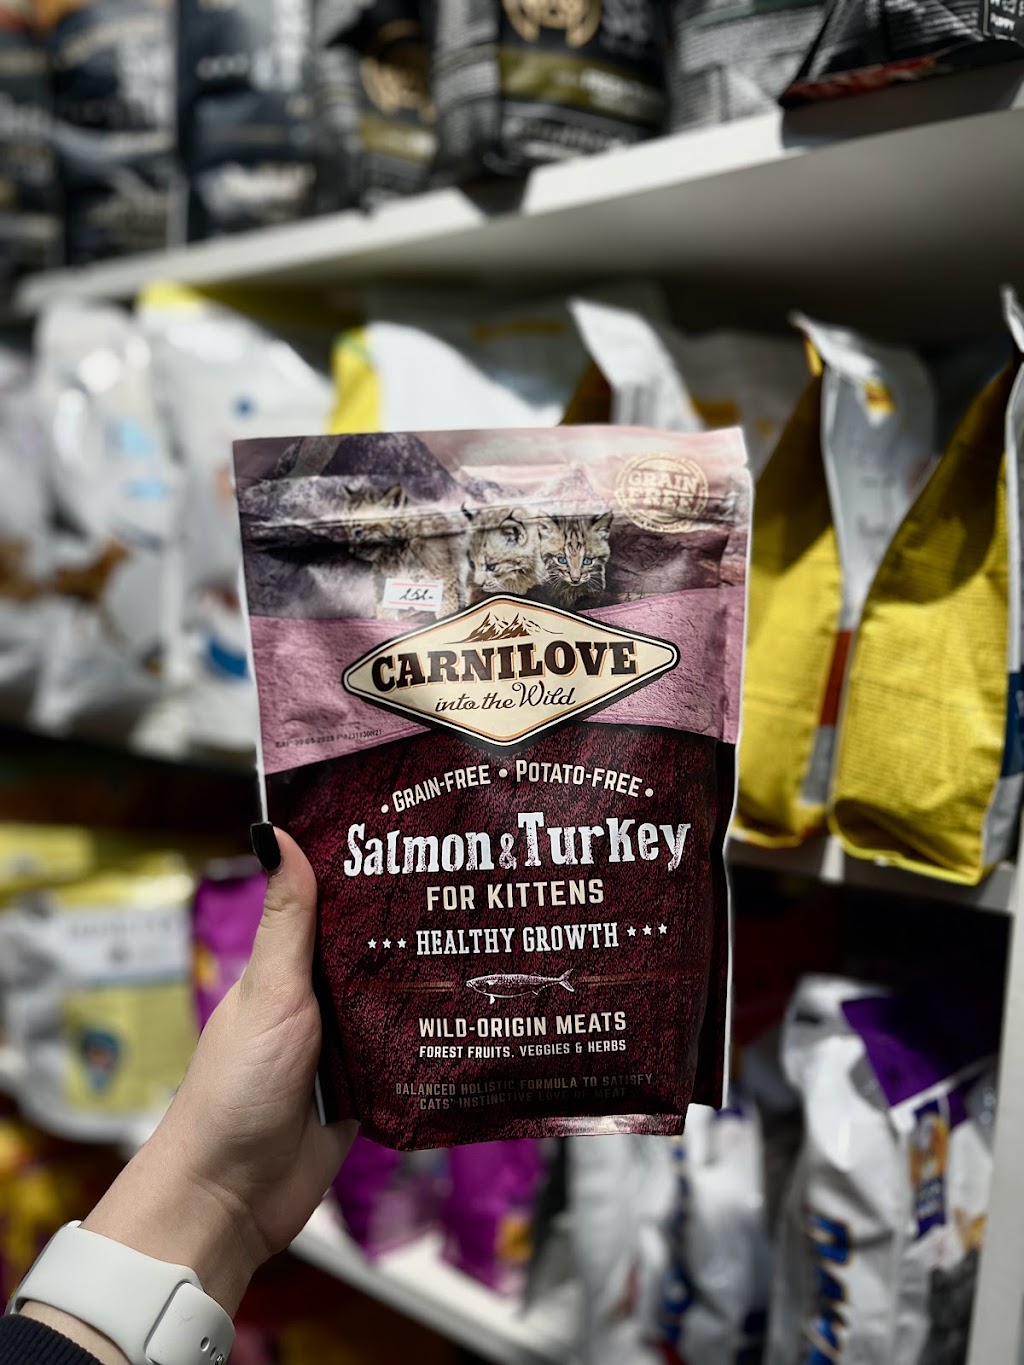 GRAIN
FREE
CARNILOVE
into the Wild
• GRAIN-FREE • POTATO-FREE •
Salmon & Turkey
FOR KITTENS
*** HEALTHY GROWTH ***
WILD-ORIGIN MEATS
FOREST FRUITS, VEGGIES & HERBS
BALANCED HOLISTIC FORMULA TO SATISFY
CATS' INSTINCTIVE LOVE OF MEAT